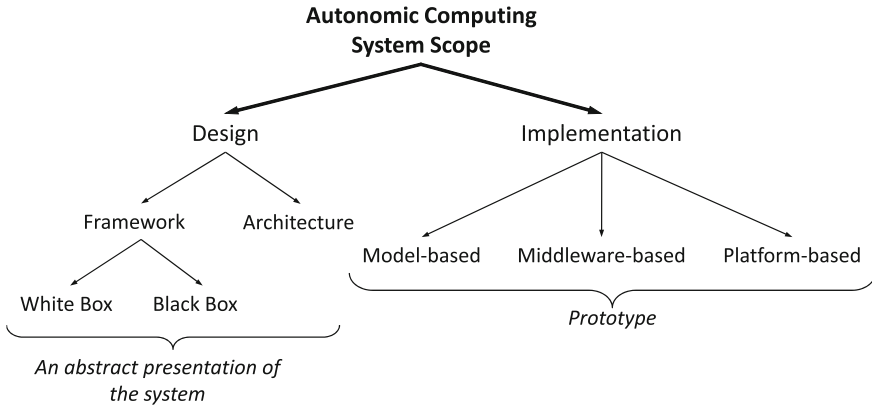 Autonomic Computing
System Scope
Design
Implementation
Framework
Architecture
Model-based
Middleware-based
Platform-based
White Box
Black Box
Prototype
An abstract presentation of
the system